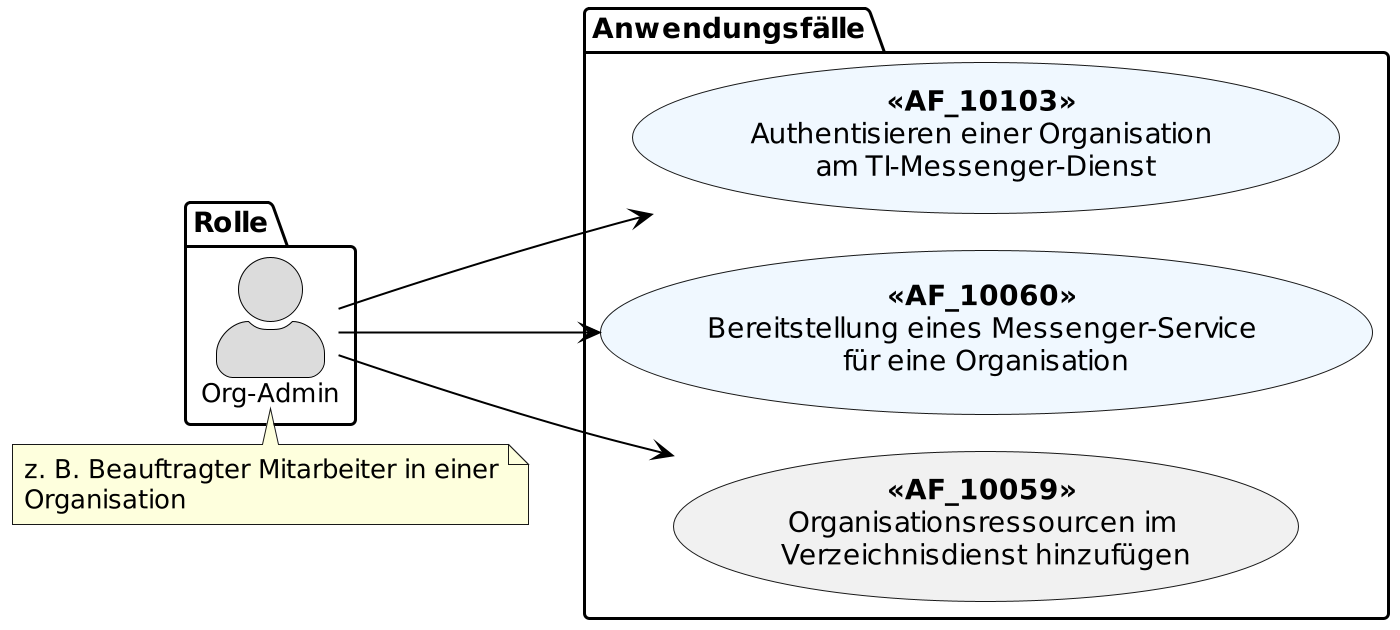 Rolle
Org-Admin
z. B. Beauftragter Mitarbeiter in einer
Organisation
Anwendungsfälle
«AF_10103»
Authentisieren einer Organisation
am TI-Messenger-Dienst
«AF_10060»
Bereitstellung eines Messenger-Service
für eine Organisation
«AF_10059»
Organisationsressourcen im
Verzeichnisdienst hinzufügen